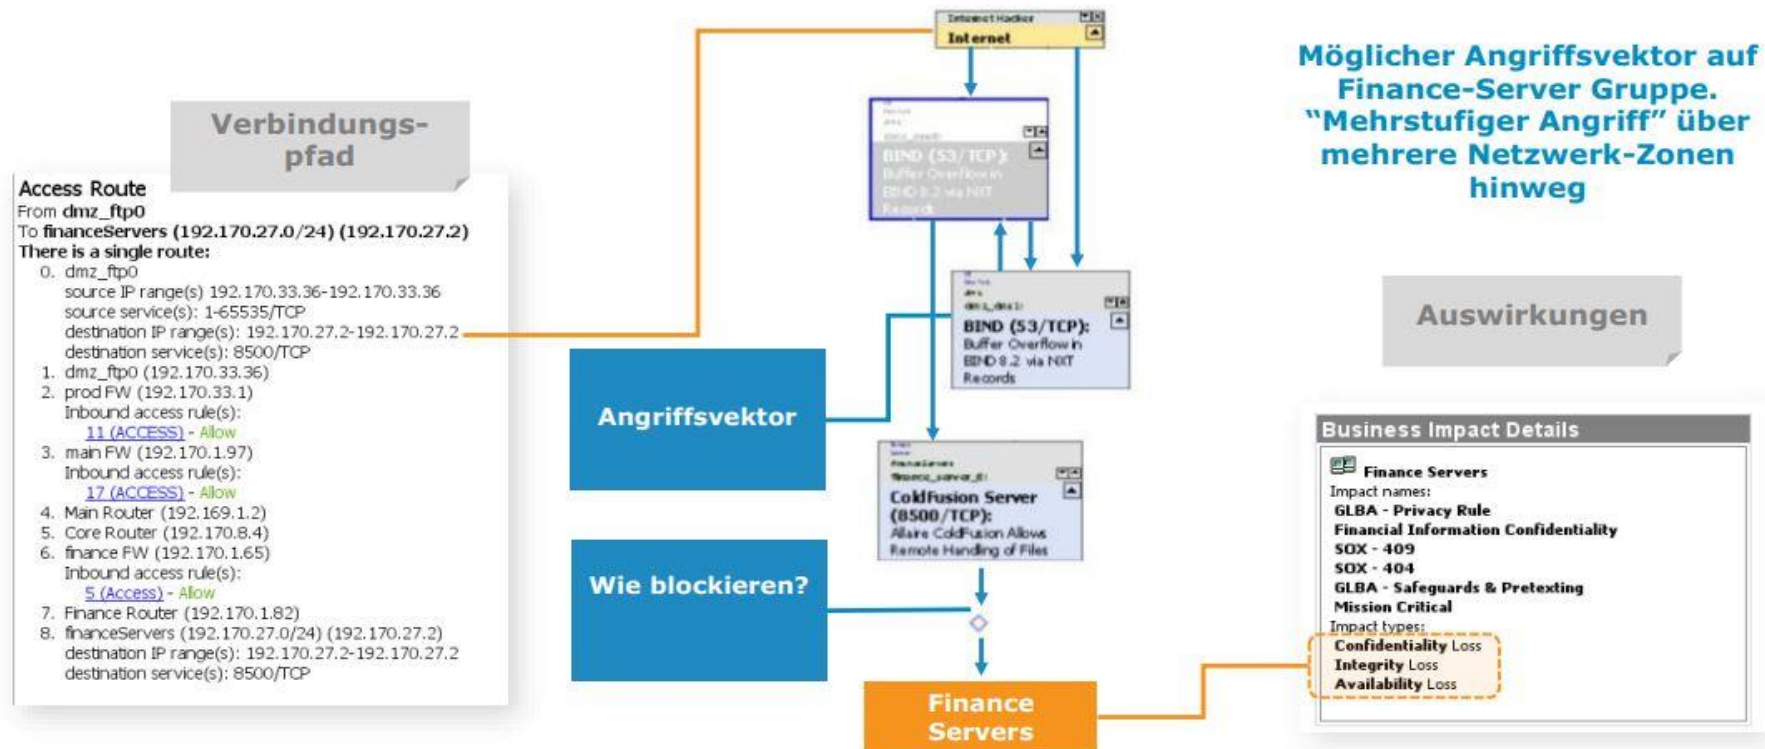 Internet Hacker
Internet
Möglicher Angriffsvektor auf
Finance-Server Gruppe.
“Mehrstufiger Angriff” über
mehrere Netzwerk-Zonen
hinweg
Verbindungs-
pfad
Access Route
From dmz_ftp0
To financeServers (192.170.27.0/24) (192.170.27.2)
There is a single route:
0. dmz_ftp0
source IP range(s) 192.170.33.36-192.170.33.36
source service(s): 1-65535/TCP
destination IP range(s): 192.170.27.2-192.170.27.2
destination service(s): 8500/TCP
1. dmz_ftp0 (192.170.33.36)
2. prod FW (192.170.33.1)
Inbound access rule(s):
11 (ACCESS) - Allow
3. main FW (192.170.1.97)
Inbound access rule(s):
17 (ACCESS) - Allow
4. Main Router (192.169.1.2)
5. Core Router (192.170.8.4)
6. finance FW (192.170.1.65)
Inbound access rule(s):
5 (Access) - Allow
7. Finance Router (192.170.1.82)
8. financeServers (192.170.27.0/24) (192.170.27.2)
destination IP range(s): 192.170.27.2-192.170.27.2
destination service(s): 8500/TCP
BIND (53/TCP):
Buffer Overflow in
BIND 8.2 via NXT
Records
BIND (53/TCP):
Buffer Overflow in
BIND 8.2 via NXT
Records
Angriffsvektor
financeServers
finance_server_0:
ColdFusion Server
(8500/TCP):
Allaire ColdFusion Allows
Remote Handling of Files
Wie blockieren?
Finance
Servers
Auswirkungen
Business Impact Details
Finance Servers
Impact names:
GLBA - Privacy Rule
Financial Information Confidentiality
SOX - 409
SOX - 404
GLBA - Safeguards & Pretexting
Mission Critical
Impact types:
Confidentiality Loss
Integrity Loss
Availability Loss